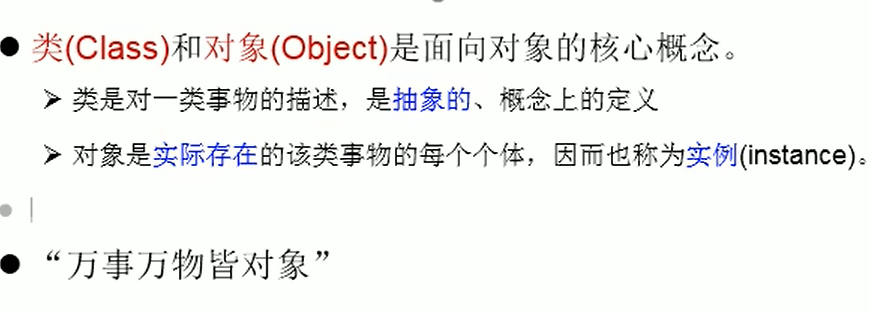 ● 类(Class)和对象(Object)是面向对象的核心概念。
➢ 类是对一类事物的描述，是抽象的、概念上的定义
➢ 对象是实际存在的该类事物的每个个体，因而也称为实例(instance)。
● “万事万物皆对象”